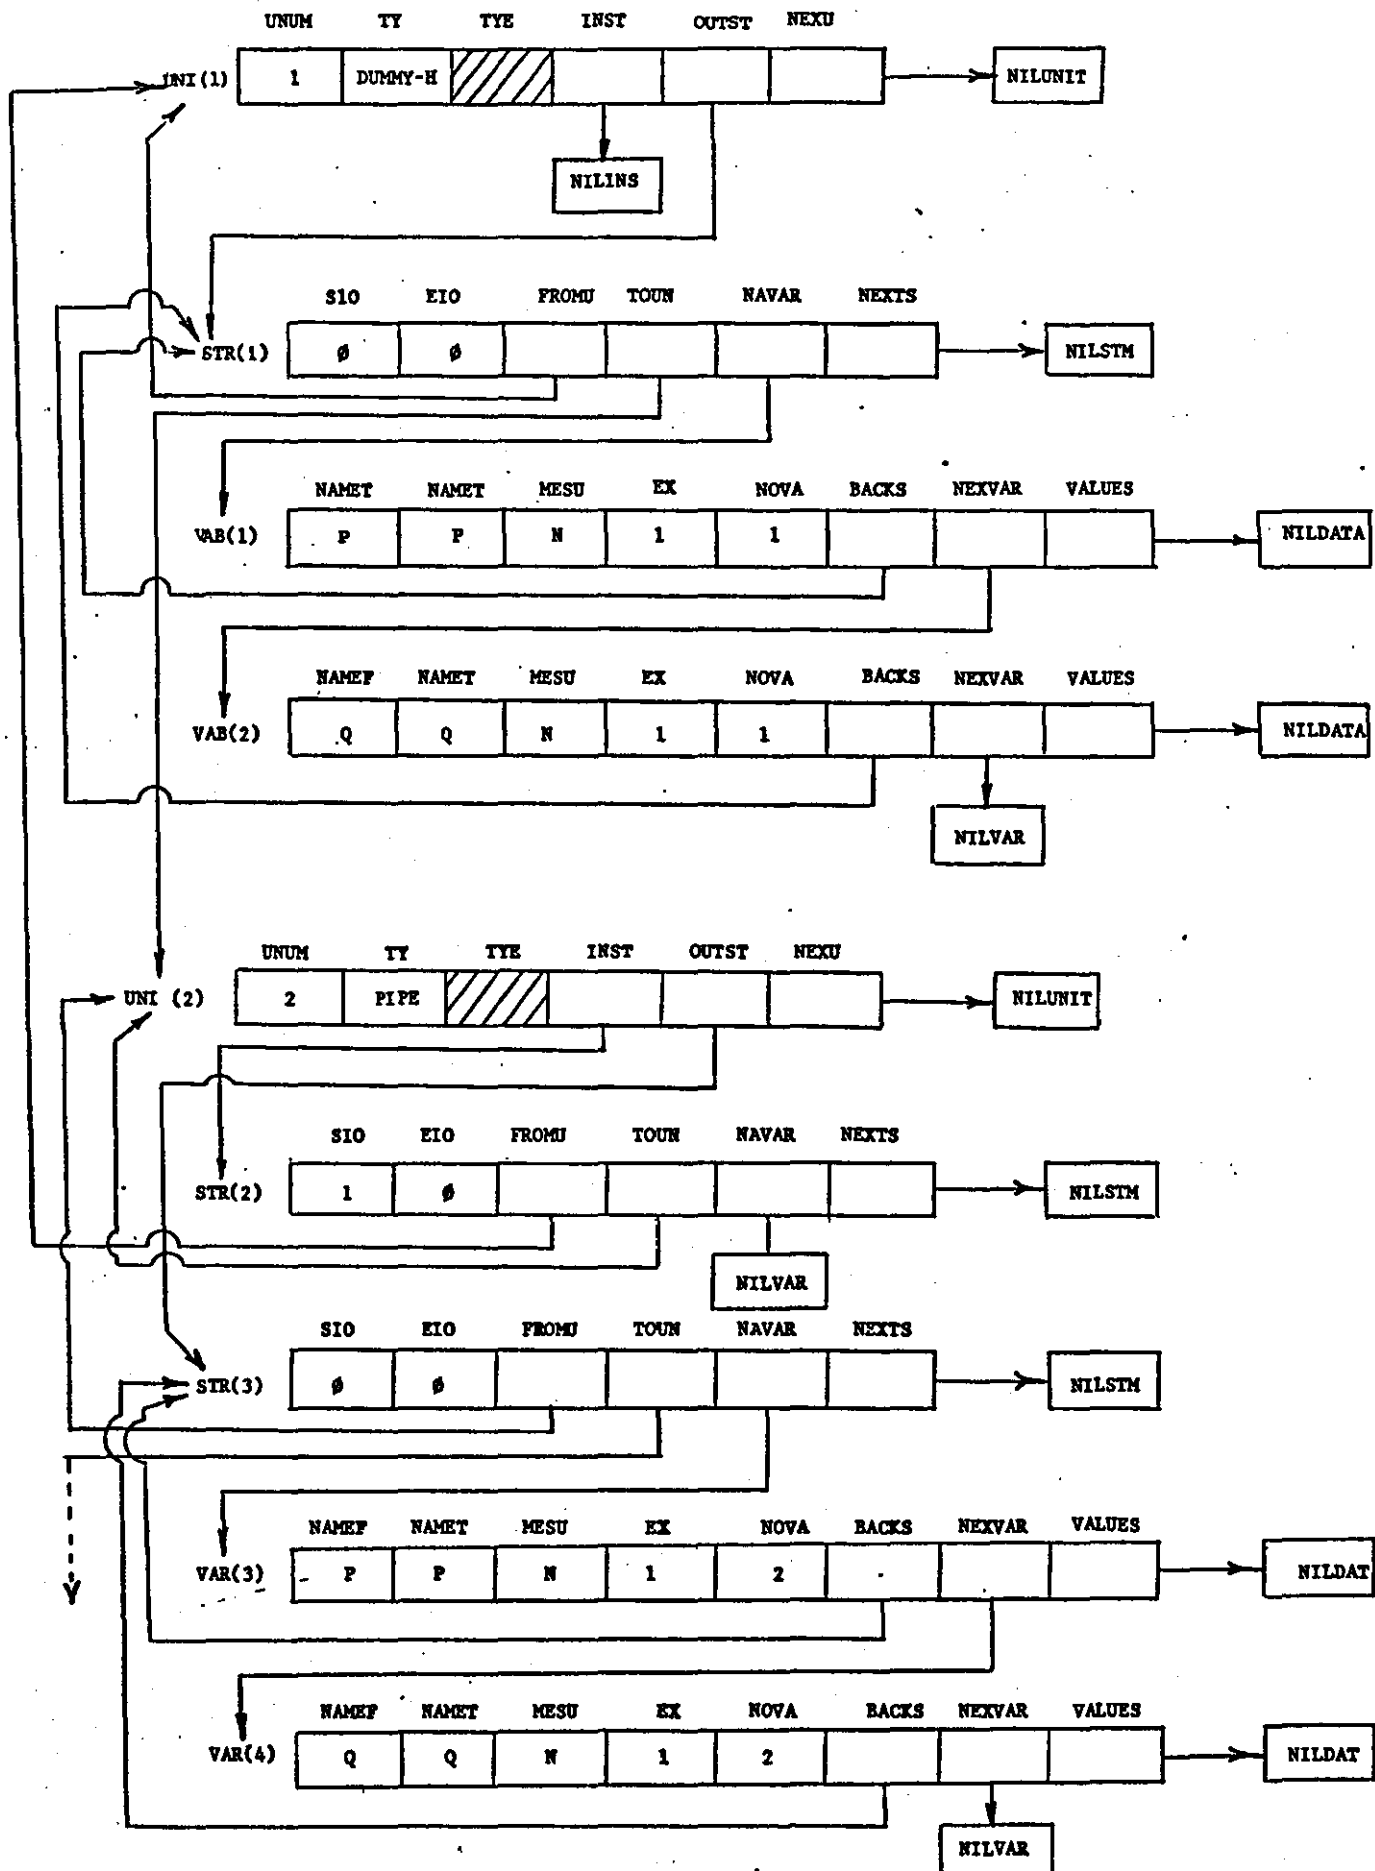 UNUM TY TYE INST OUTST NEXU
UNI(1) 1 DUMMY-H NILUNIT
NILINS
SIO EIO FROMU TOUN NAVAR NEXTS
STR(1) Ø Ø NILSTM
NAMET NAMET MESU EX NOVA BACKS NEXVAR VALUES
VAB(1) P P N 1 1 NILDATA
NAMEF NAMET MESU EX NOVA BACKS NEXVAR VALUES
VAB(2) Q Q N 1 1 NILDATA
NILVAR
UNUM TY TYE INST OUTST NEXU
UNI (2) 2 PIPE NILUNIT
SIO EIO FROMU TOUN NAVAR NEXTS
STR(2) 1 Ø NILSTM
NILVAR
SIO EIO FROMU TOUN NAVAR NEXTS
STR(3) Ø Ø NILSTM
NAMEF NAMET MESU EX NOVA BACKS NEXVAR VALUES
VAR(3) P P N 1 2 NILDAT
NAMEF NAMET MESU EX NOVA BACKS NEXVAR VALUES
VAR(4) Q Q N 1 2 NILDAT
NILVAR